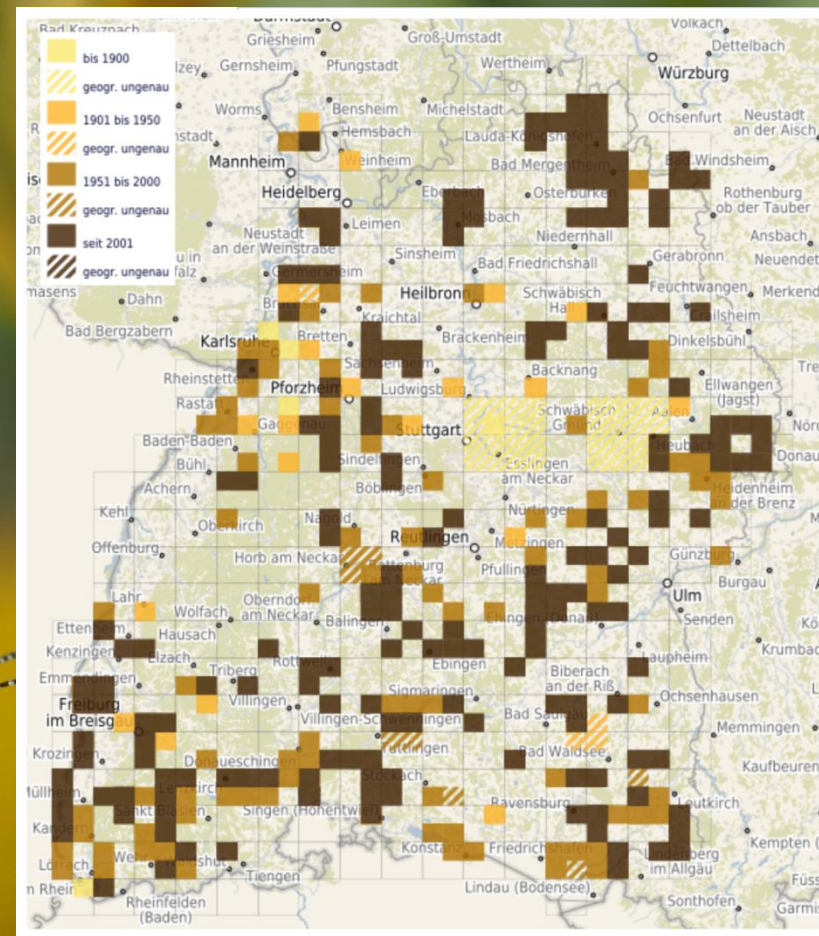 Bad Kreuznach
Darmstadt
Groß-Umstadt
Volkach
Griesheim
Dettelbach
bis 1900
Gernsheim
Pfungstadt
Wertheim
Würzburg
geogr. ungenau
Worms
Bensheim
Michelstadt
Ochsenfurt
Neustadt
an der Aisch
1901 bis 1950
Hemsbach
Lauda-Königshofen
geogr. ungenau
Mannheim
Weinheim
Bad Mergentheim
Bad Windsheim
1951 bis 2000
Heidelberg
Eberbach
Osterburken
Rothenburg
ob der Tauber
geogr. ungenau
Leimen
Mosbach
seit 2001
Neustadt
an der Weinstraße
Niedernhall
Ansbach
geogr. ungenau
Sinsheim
Bad Friedrichshall
Gerabronn
Germersheim
Feuchtwangen
Dahn
Heilbronn
Schwäbisch
Kraichtal
Crailsheim
Bad Bergzabern
Karlsruhe
Bretten
Brackenheim
Dinkelsbühl
Sachsenheim
Backnang
Rheinstetten
Pforzheim
Ludwigsburg
Ellwangen
(Jagst)
Rastatt
Schwäbisch
Gmünd
Aalen
Gaggenau
Stuttgart
Baden-Baden
Heubach
Bühl
Sindelfingen
Esslingen
am Neckar
Achern
Böblingen
Heidenheim
an der Brenz
Kehl
Oberkirch
Nagold
Nürtingen
Reutlingen
Metzingen
Offenburg
Horb am Neckar
Rottenburg
am Neckar
Pfullingen
Günzburg
Burgau
Ulm
Lahr
Wolfach
Oberndorf
am Neckar
Balingen
Ehingen (Donau)
Senden
Ettenheim
Hausach
Kenzingen
Elzach
Rottweil
Ebingen
Laupheim
Emmendingen
Triberg
Biberach
an der Riß
Sigmaringen
Freiburg
im Breisgau
Villingen
Villingen-Schwenningen
Bad Saulgau
Ochsenhausen
Memmingen
Krozingen
Donaueschingen
Tuttlingen
Bad Waldsee
Müllheim
Lenzkirch
Stockach
Kaufbeuren
Sankt Blasien
Singen (Hohentwiel)
Ravensburg
Leutkirch
Kandern
Konstanz
Friedrichshafen
Kempten
Lörrach
Waldshut
Tiengen
Lindenberg
im Allgäu
Lindau (Bodensee)
Sonthofen
Rheinfelden
(Baden)